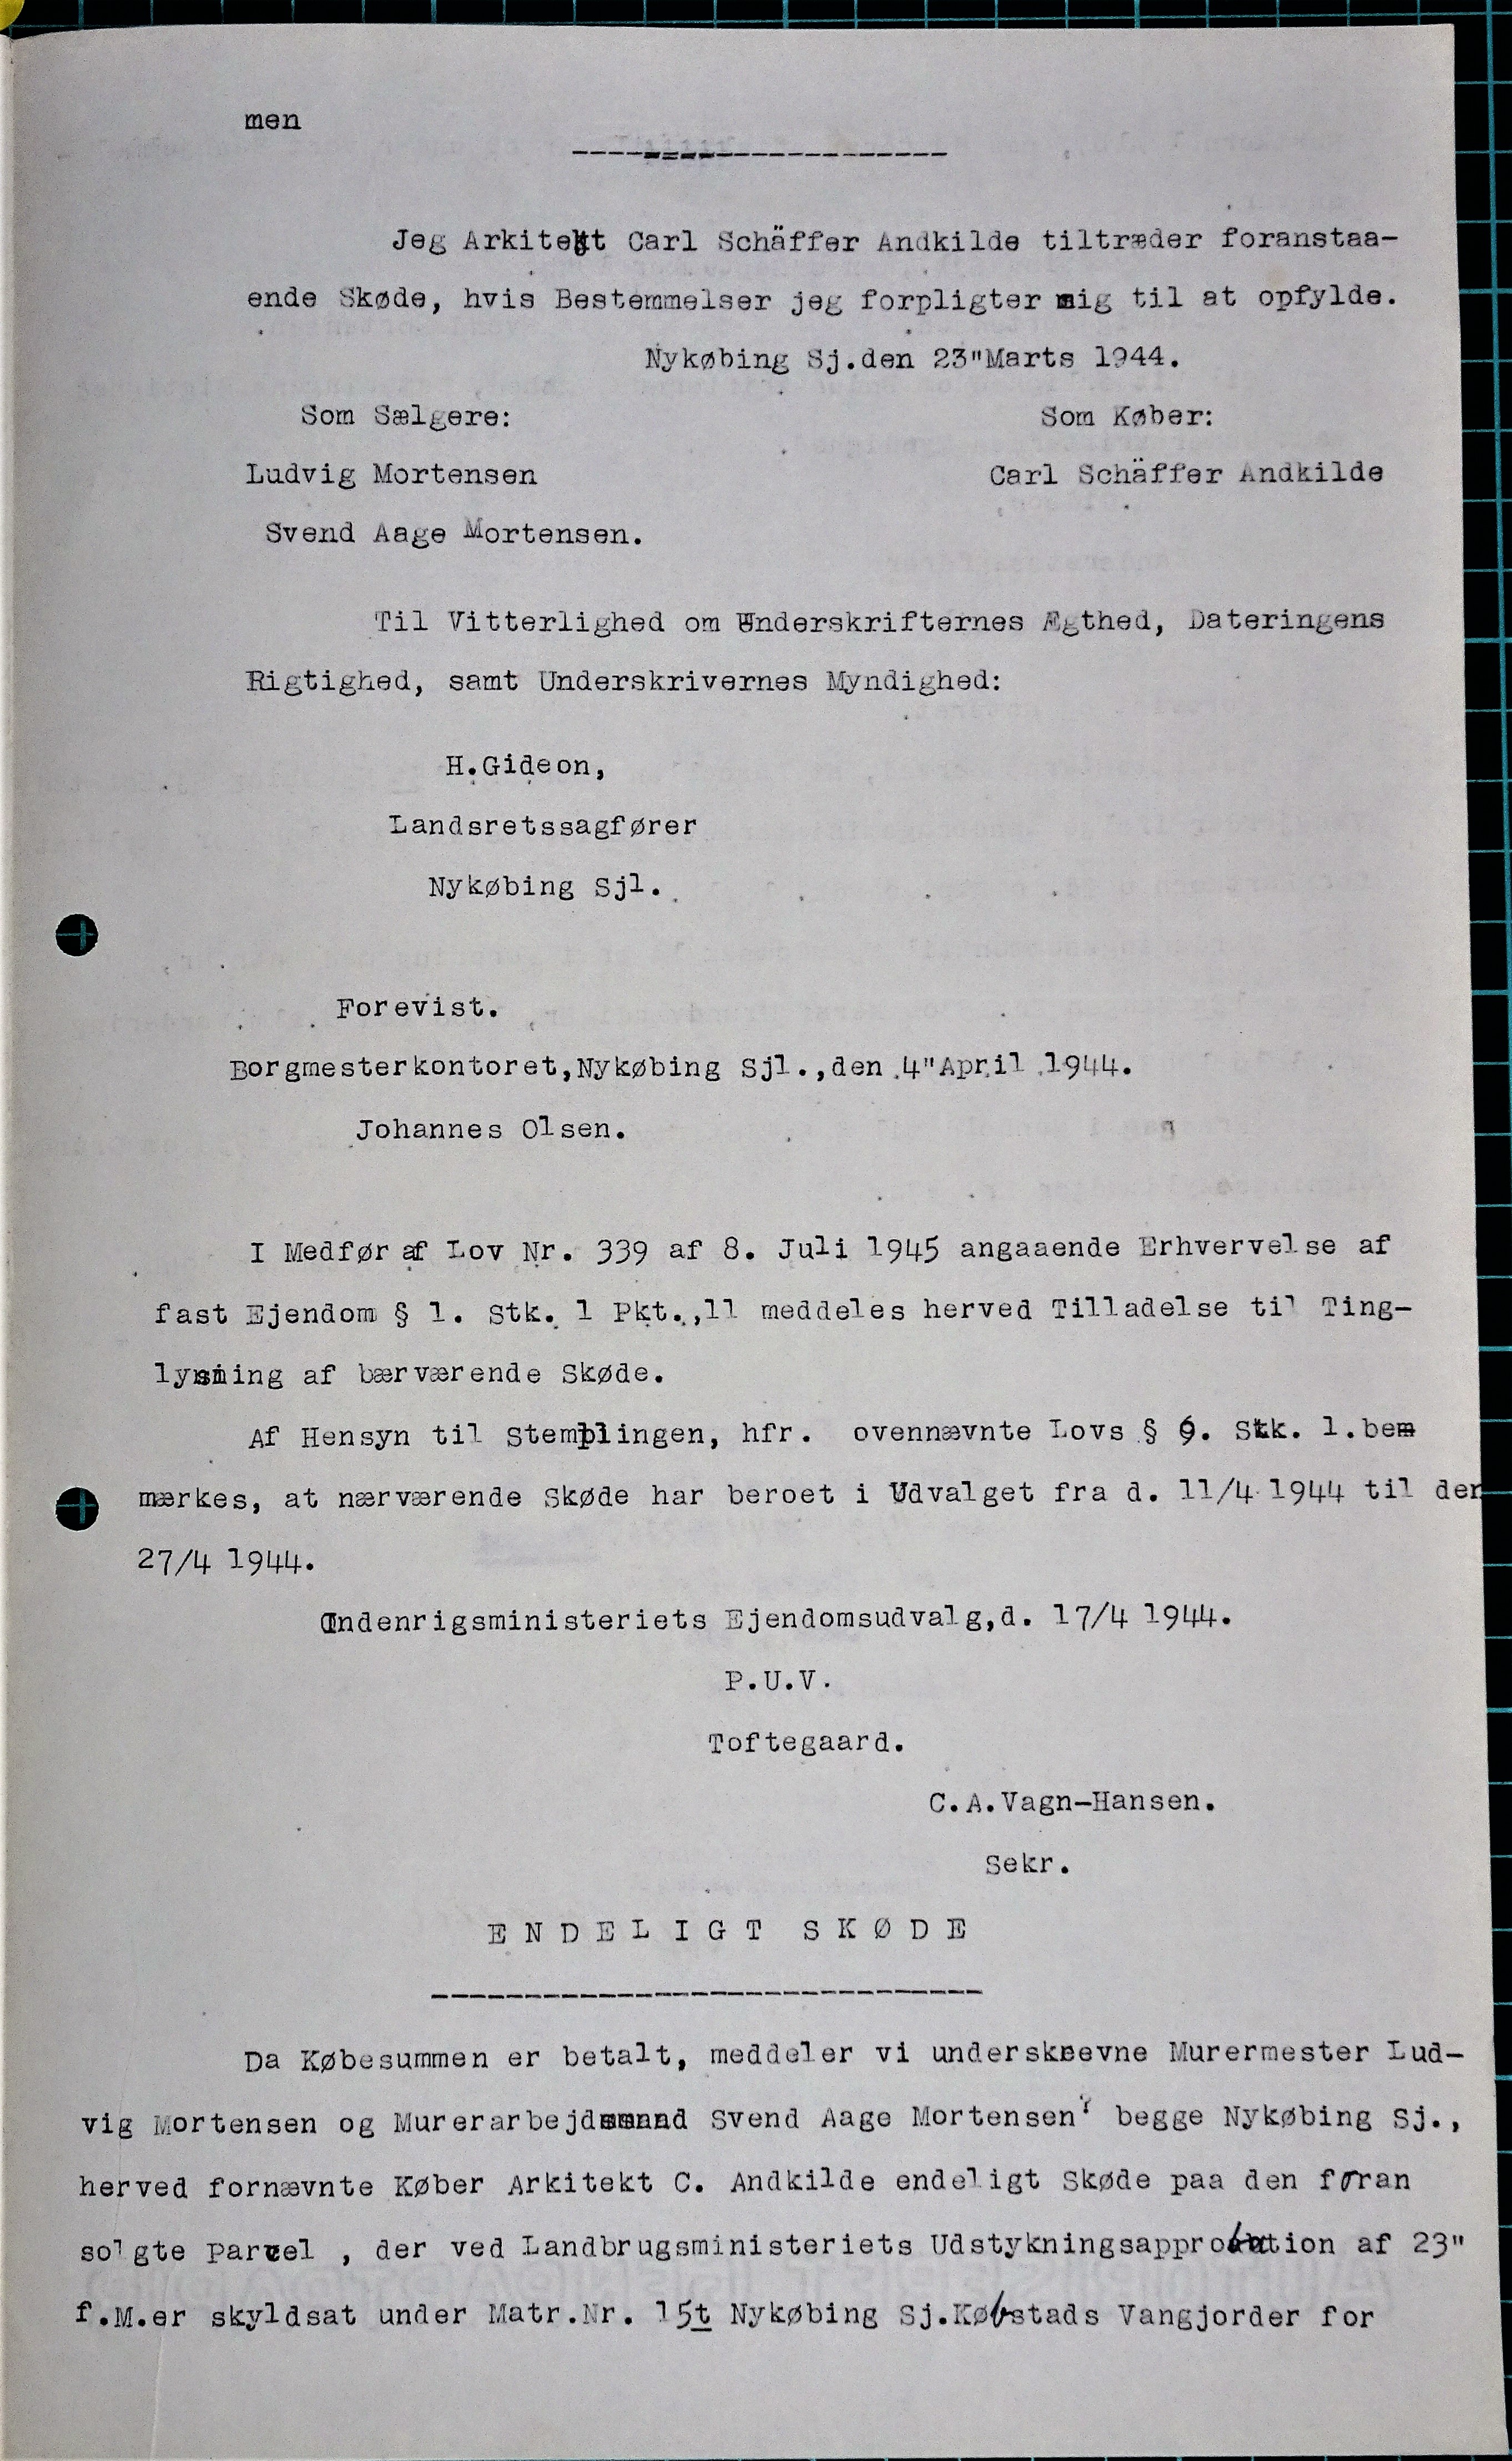 men
--------------------
Jeg Arkitekt Carl Schäffer Andkilde tiltræder foranstaa-
ende Skøde, hvis Bestemmelser jeg forpligter mig til at opfylde.
Nykøbing Sj.den 23"Marts 1944.
Som Sælgere: Som Køber:
Ludvig Mortensen Carl Schäffer Andkilde
Svend Aage Mortensen.
Til Vitterlighed om Underskrifternes Ægthed, Dateringens
Rigtighed, samt Underskrivernes Myndighed:
H.Gideon,
Landsretssagfører
Nykøbing Sjl.
Forevist.
Borgmesterkontoret,Nykøbing Sjl.,den 4"April 1944.
Johannes Olsen.
I Medfør af Lov Nr. 339 af 8. Juli 1945 angaaende Erhvervelse af
fast Ejendom § 1. Stk. 1 Pkt.,11 meddeles herved Tilladelse til Ting-
lysning af bærværende Skøde.
Af Hensyn til Stemplingen, hfr. ovennævnte Lovs § 6. Stk. 1.bem
mærkes, at nærværende Skøde har beroet i Udvalget fra d. 11/4 1944 til den
27/4 1944.
Indenrigsministeriets Ejendomsudvalg,d. 17/4 1944.
P.U.V.
Toftegaard.
C.A.Vagn-Hansen.
Sekr.
ENDELIGT SKØDE
------------------------------
Da Købesummen er betalt, meddeler vi underskrevne Murermester Lud-
vig Mortensen og Murerarbejdsmand Svend Aage Mortensen, begge Nykøbing Sj.,
herved fornævnte Køber Arkitekt C. Andkilde endeligt Skøde paa den foran
solgte Parcel , der ved Landbrugsministeriets Udstykningsapprobation af 23"
f.M.er skyldsat under Matr.Nr. 15t Nykøbing Sj.Købstads Vangjorder for